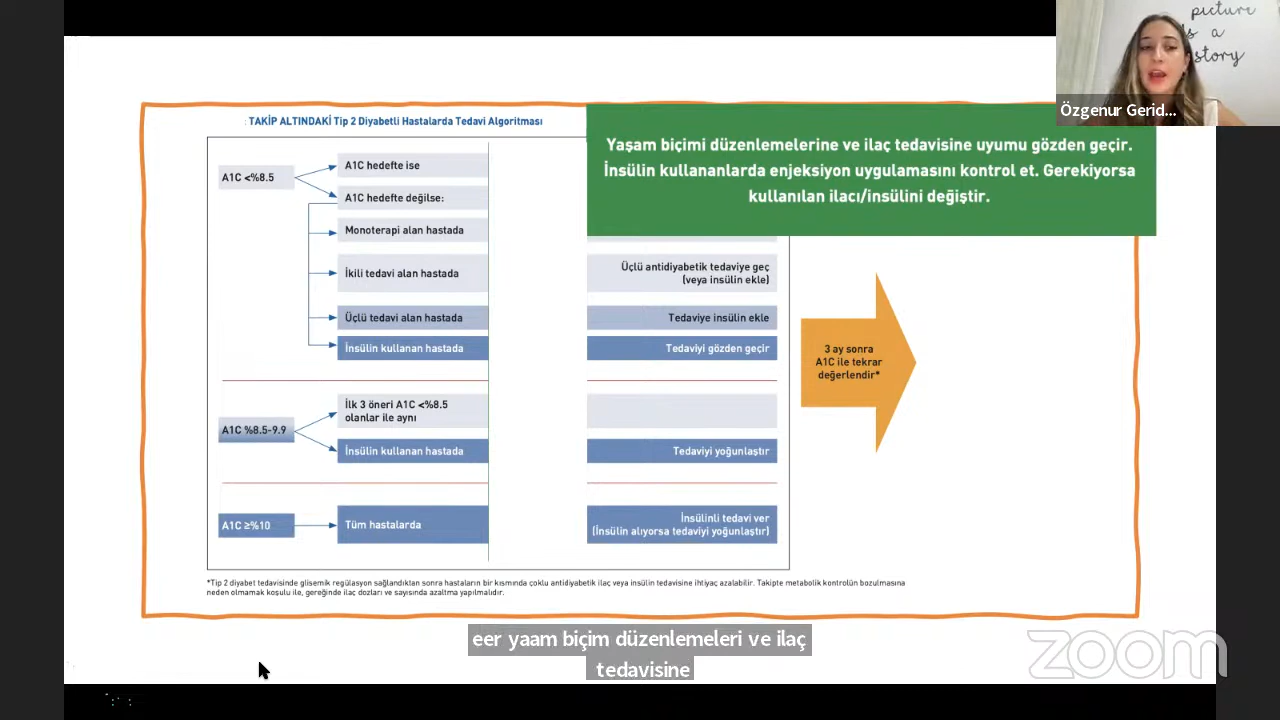 picture
is a
story
Özgenur Gerid...
: TAKİP ALTINDAKİ Tip 2 Diyabetli Hastalarda Tedavi Algoritması
Yaşam biçimi düzenlemelerine ve ilaç tedavisine uyumu gözden geçir.
İnsülin kullananlarda enjeksiyon uygulamasını kontrol et. Gerekiyorsa
kullanılan ilacı/insülini değiştir.
A1C <%8.5
A1C hedefte ise
A1C hedefte değilse:
Monoterapi alan hastada
İkili tedavi alan hastada
Üçlü antidiyabetik tedaviye geç
(veya insülin ekle)
Üçlü tedavi alan hastada
Tedaviye insülin ekle
İnsülin kullanan hastada
Tedaviyi gözden geçir
3 ay sonra
A1C ile tekrar
değerlendir*
A1C %8.5-9.9
İlk 3 öneri A1C <%8.5
olanlar ile aynı
İnsülin kullanan hastada
Tedaviyi yoğunlaştır
A1C ≥%10
Tüm hastalarda
İnsülinli tedavi ver
(İnsülin alıyorsa tedaviyi yoğunlaştır)
*Tip 2 diyabet tedavisinde glisemik regülasyon sağlandıktan sonra hastaların bir kısmında çoklu antidiyabetik ilaç veya insülin tedavisine ihtiyaç azalabilir. Takipte metabolik kontrolün bozulmasına
neden olmamak koşulu ile, gereğinde ilaç dozları ve sayısında azaltma yapılmalıdır.
eer yaam biçim düzenlemeleri ve ilaç
tedavisine
zoom